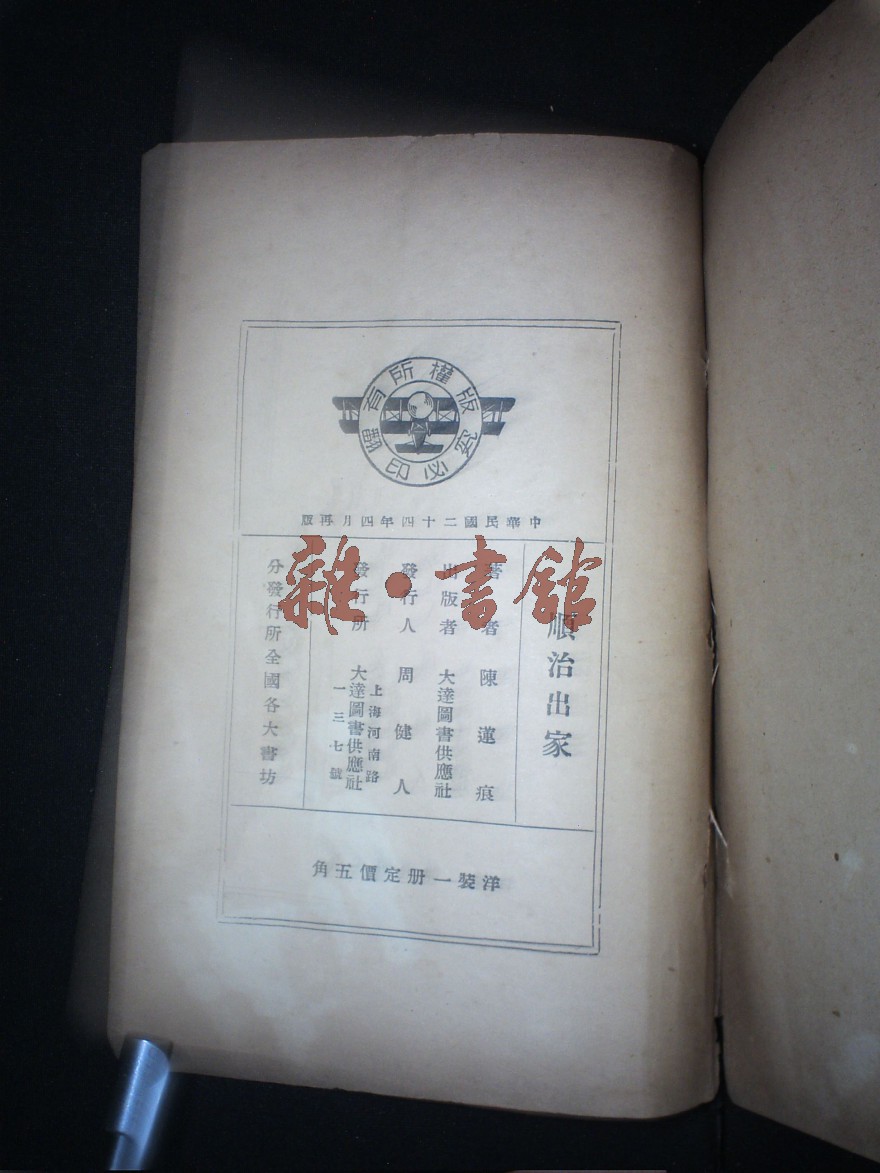 版權所有
翻印必究
中華民國二十四年四月再版
順治出家
著者 陳蓮痕
出版者 大達圖書供應社
發行人 周健人
發行所 大達圖書供應社
上海河南路
一三七號
分發行所全國各大書坊
洋裝一册定價五角
雜·書館